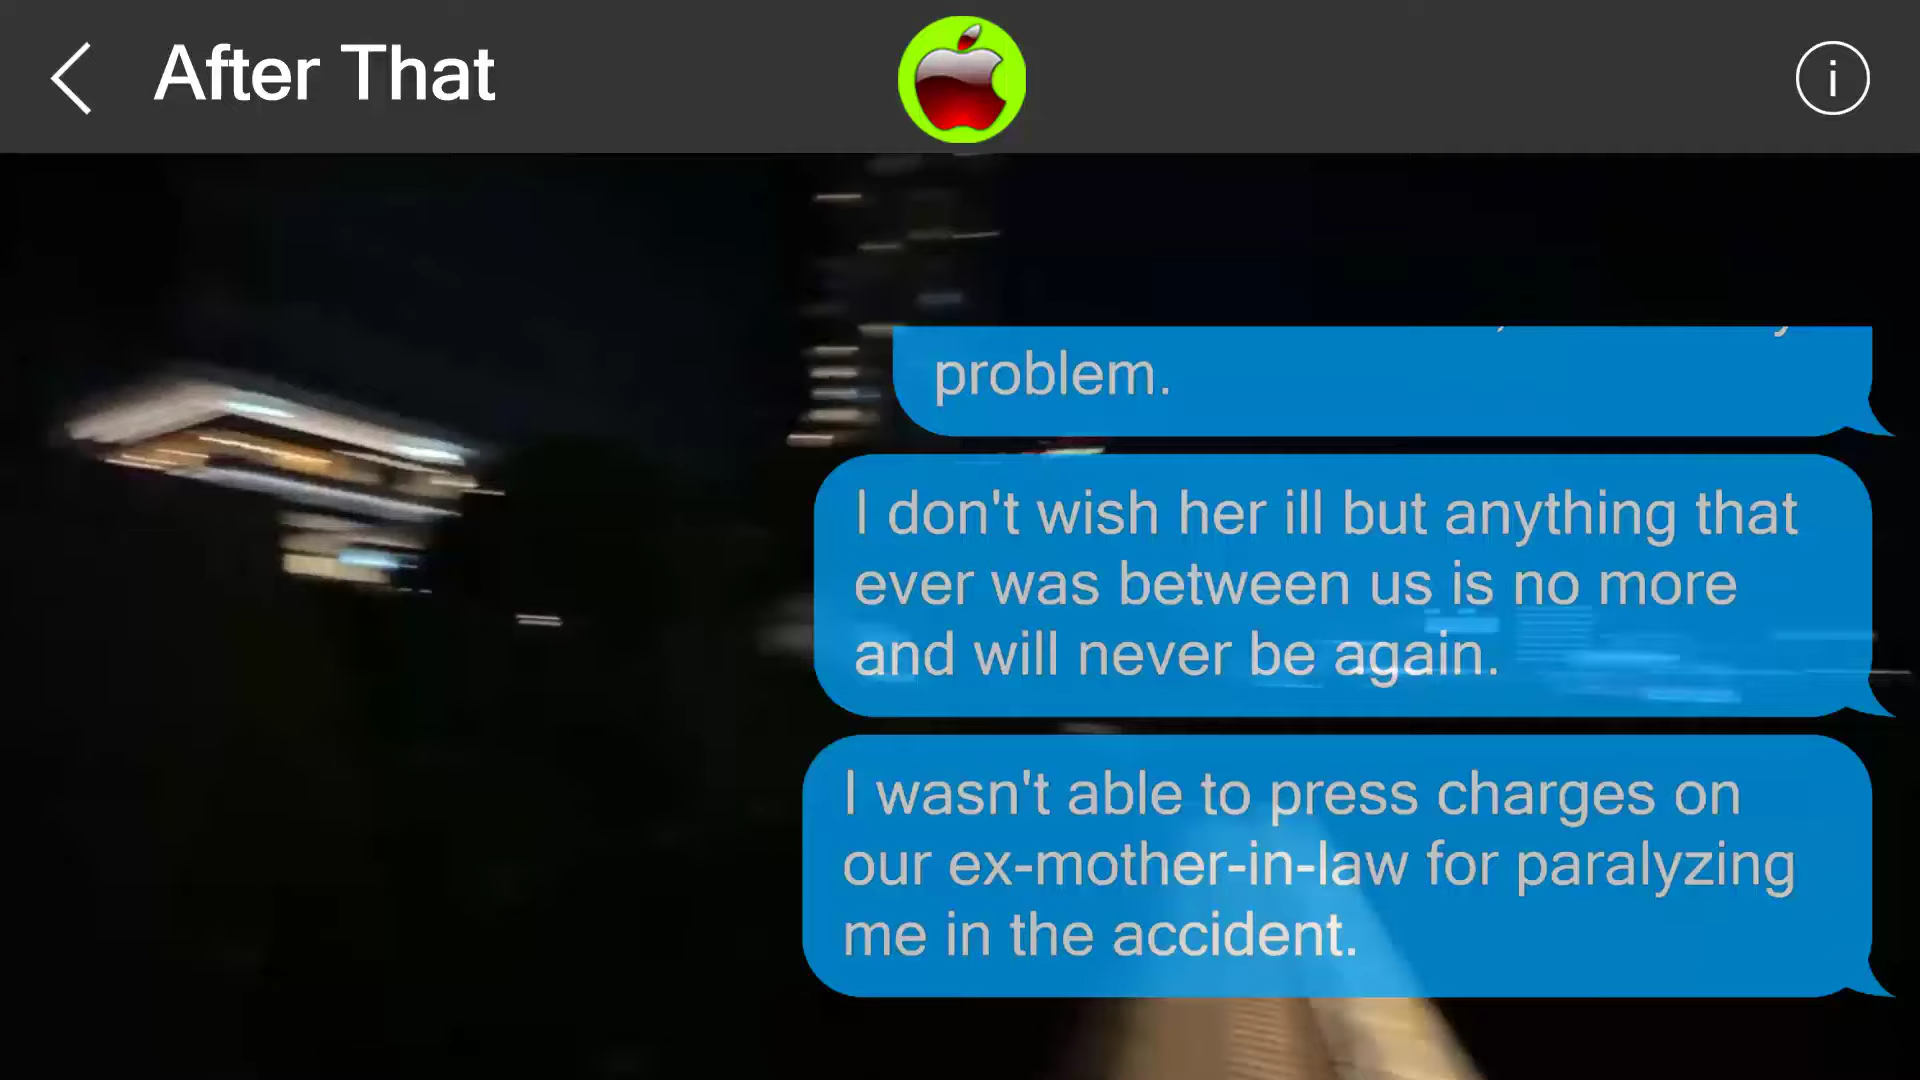 After That
problem.
I don't wish her ill but anything that
ever was between us is no more
and will never be again.
I wasn't able to press charges on
our ex-mother-in-law for paralyzing
me in the accident.